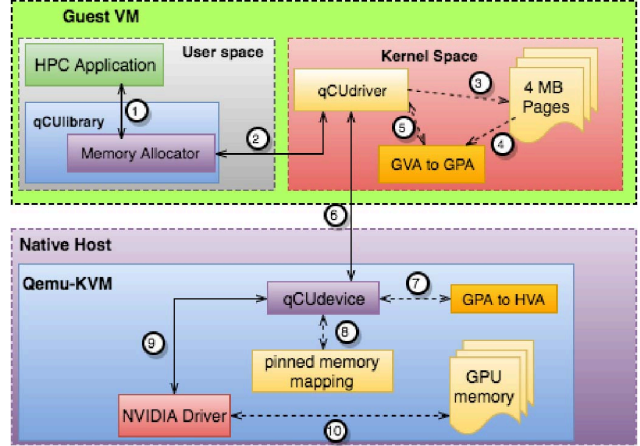 Guest VM
User space
HPC Application
1
qCUlibrary
Memory Allocator
2
Kernel Space
qCUdriver
3
4 MB
Pages
5
4
GVA to GPA
6
Native Host
Qemu-KVM
qCUdevice
7
GPA to HVA
8
9
pinned memory
mapping
GPU
memory
NVIDIA Driver
10